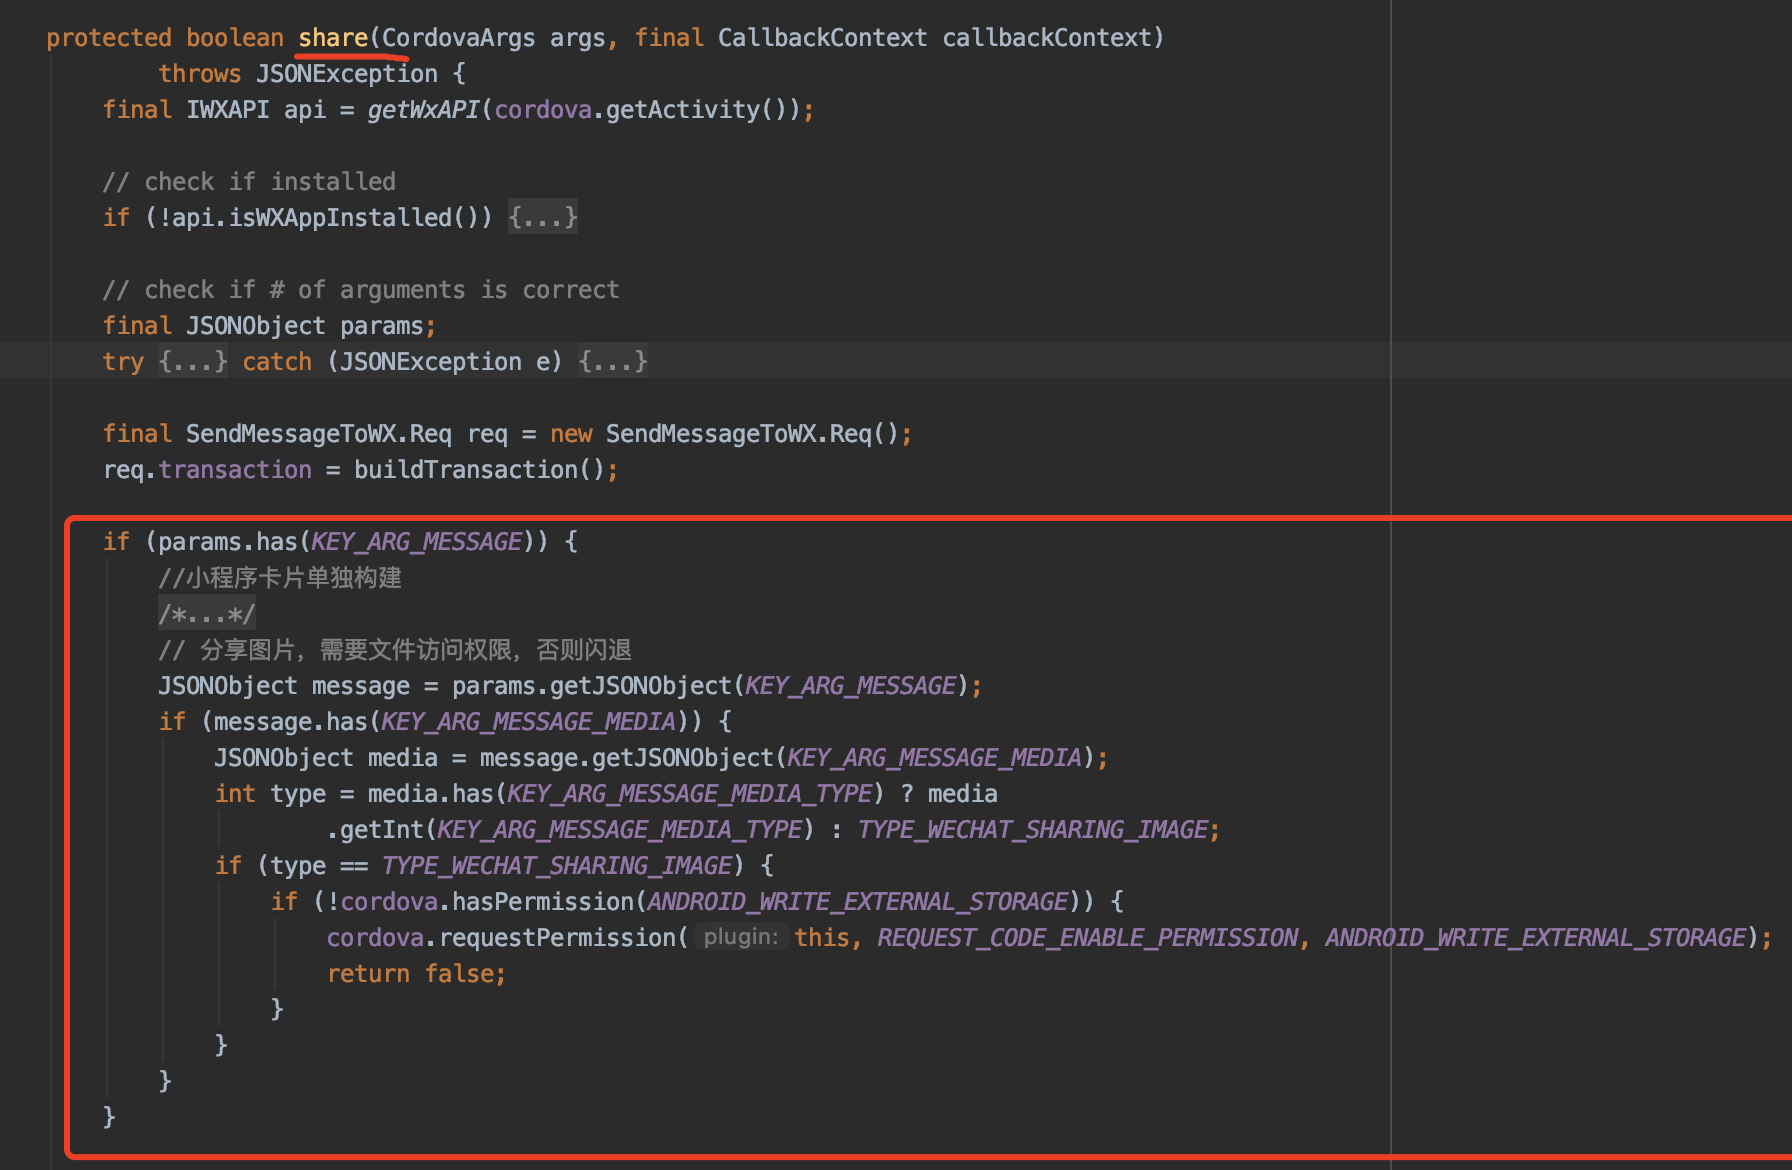 protected boolean share(CordovaArgs args, final CallbackContext callbackContext)
throws JSONException {
final IWXAPI api = getWxAPI(cordova.getActivity());
// check if installed
if (!api.isWXAppInstalled()) {...}
// check if # of arguments is correct
final JSONObject params;
try {...} catch (JSONException e) {...}
final SendMessageToWX.Req req = new SendMessageToWX.Req();
req.transaction = buildTransaction();
if (params.has(KEY_ARG_MESSAGE)) {
//小程序卡片单独构建
/*...*/
// 分享图片，需要文件访问权限，否则闪退
JSONObject message = params.getJSONObject(KEY_ARG_MESSAGE);
if (message.has(KEY_ARG_MESSAGE_MEDIA)) {
JSONObject media = message.getJSONObject(KEY_ARG_MESSAGE_MEDIA);
int type = media.has(KEY_ARG_MESSAGE_MEDIA_TYPE) ? media
.getInt(KEY_ARG_MESSAGE_MEDIA_TYPE) : TYPE_WECHAT_SHARING_IMAGE;
if (type == TYPE_WECHAT_SHARING_IMAGE) {
if (!cordova.hasPermission(ANDROID_WRITE_EXTERNAL_STORAGE)) {
cordova.requestPermission( plugin: this, REQUEST_CODE_ENABLE_PERMISSION, ANDROID_WRITE_EXTERNAL_STORAGE);
return false;
}
}
}
}